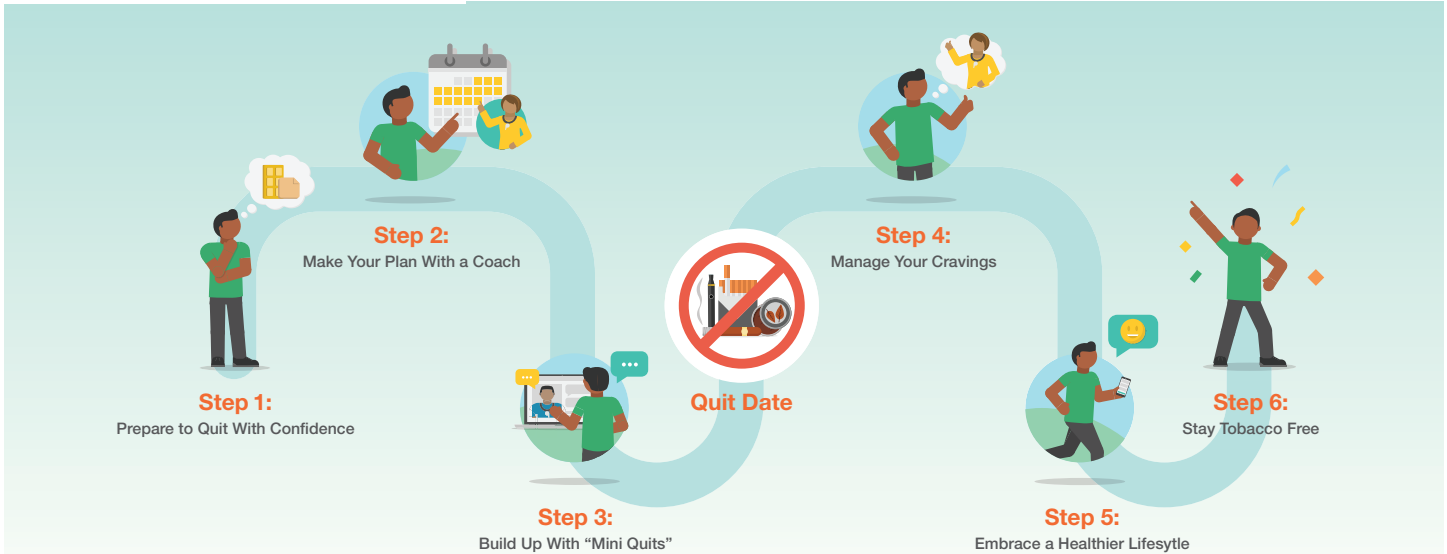 Step 1:
Prepare to Quit With Confidence
Step 2:
Make Your Plan With a Coach
Step 3:
Build Up With “Mini Quits”
Quit Date
Step 4:
Manage Your Cravings
Step 5:
Embrace a Healthier Lifesytle
Step 6:
Stay Tobacco Free